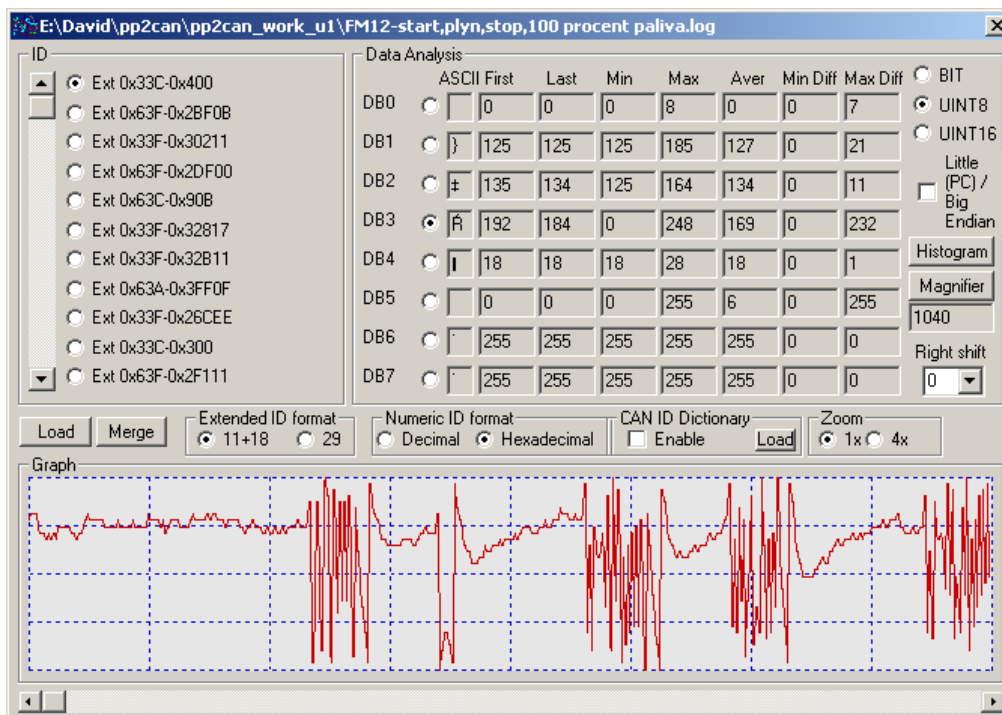 E:\David\pp2can\pp2can_work_u1\FM12-start,plyn,stop,100 procent paliva.log
ID
Ext 0x33C-0x400
Ext 0x63F-0x2BF0B
Ext 0x33F-0x30211
Ext 0x63F-0x2DF00
Ext 0x63C-0x90B
Ext 0x33F-0x32817
Ext 0x33F-0x32B11
Ext 0x63A-0x3FF0F
Ext 0x33F-0x26CEE
Ext 0x33C-0x300
Ext 0x63F-0x2F111
Data Analysis
ASCII First Last Min Max Aver Min Diff Max Diff
DB0 0 0 0 8 0 0 7
DB1 } 125 125 125 185 127 0 21
DB2 ‡ 135 134 125 164 134 0 11
DB3 Ŕ 192 184 0 248 169 0 232
DB4 18 18 18 28 18 0 1
DB5 0 0 0 255 6 0 255
DB6 ˙ 255 255 255 255 255 0 0
DB7 ˙ 255 255 255 255 255 0 0
BIT
UINT8
UINT16
Little
(PC) /
Big
Endian
Histogram
Magnifier
1040
Right shift
0
Load Merge
Extended ID format
11+18 29
Numeric ID format
Decimal Hexadecimal
CAN ID Dictionary
Enable Load
Zoom
1x 4x
Graph